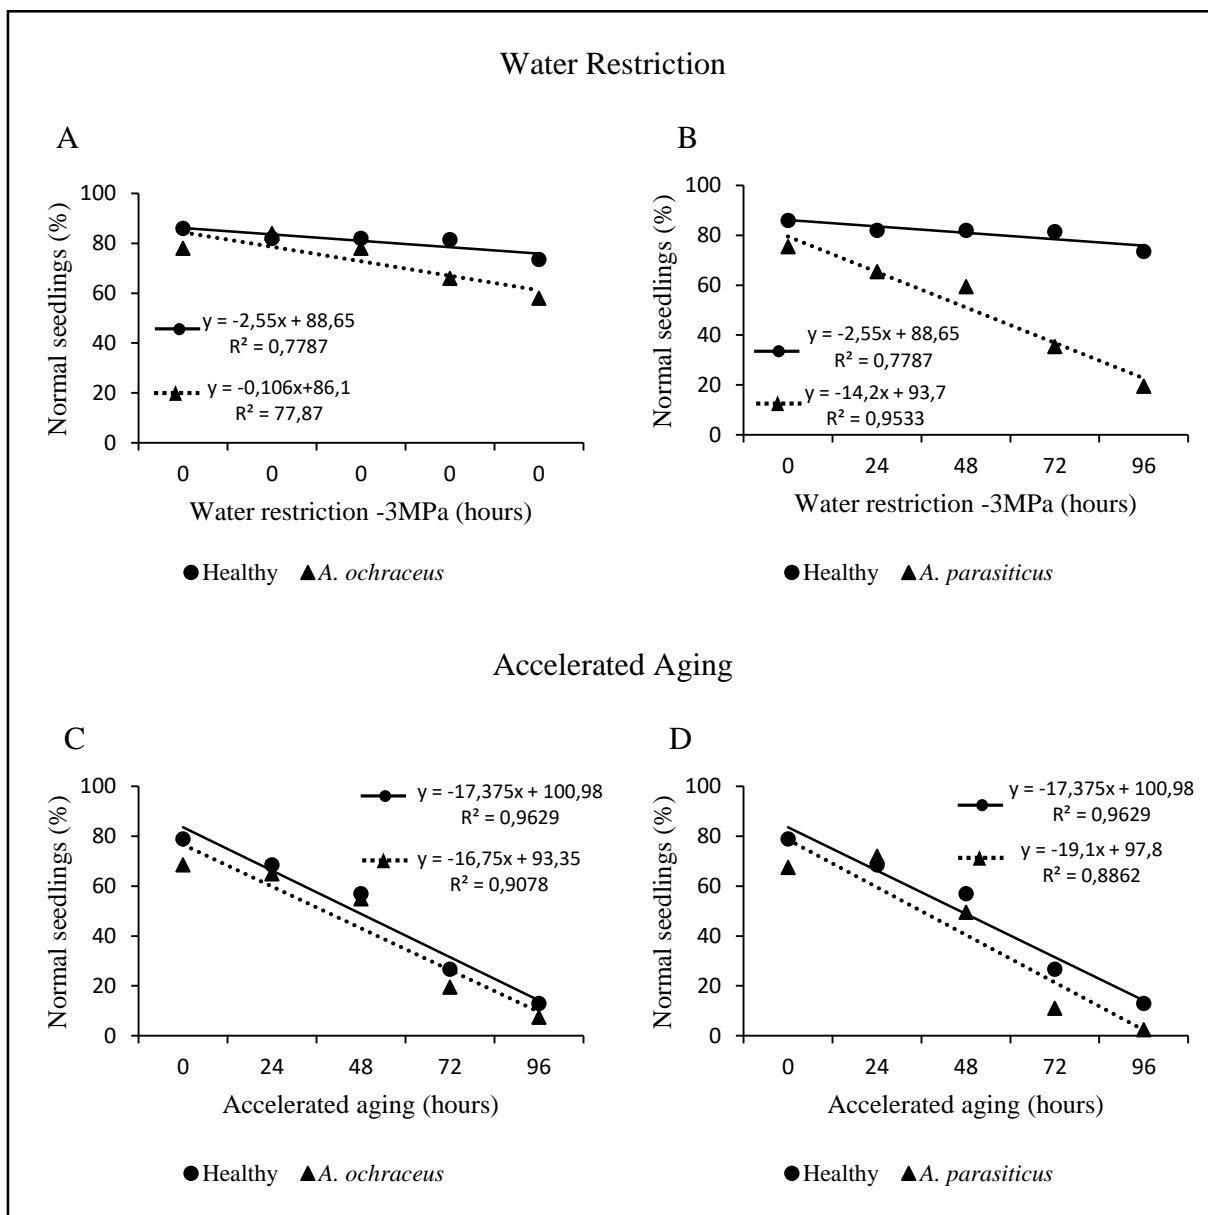 Water Restriction
A
Normal seedlings (%)
100
80
60
40
20
0
y = -2,55x + 88,65
R² = 0,7787
y = -0,106x+86,1
R² = 77,87
0 0 0 0 0
Water restriction -3MPa (hours)
Healthy A. ochraceus
B
Normal seedlings (%)
100
80
60
40
20
0
y = -2,55x + 88,65
R² = 0,7787
y = -14,2x + 93,7
R² = 0,9533
0 24 48 72 96
Water restriction -3MPa (hours)
Healthy A. parasiticus
Accelerated Aging
C
Normal seedlings (%)
100
80
60
40
20
0
y = -17,375x + 100,98
R² = 0,9629
y = -16,75x + 93,35
R² = 0,9078
0 24 48 72 96
Accelerated aging (hours)
Healthy A. ochraceus
D
Normal seedlings (%)
100
80
60
40
20
0
y = -17,375x + 100,98
R² = 0,9629
y = -19,1x + 97,8
R² = 0,8862
0 24 48 72 96
Accelerated aging (hours)
Healthy A. parasiticus